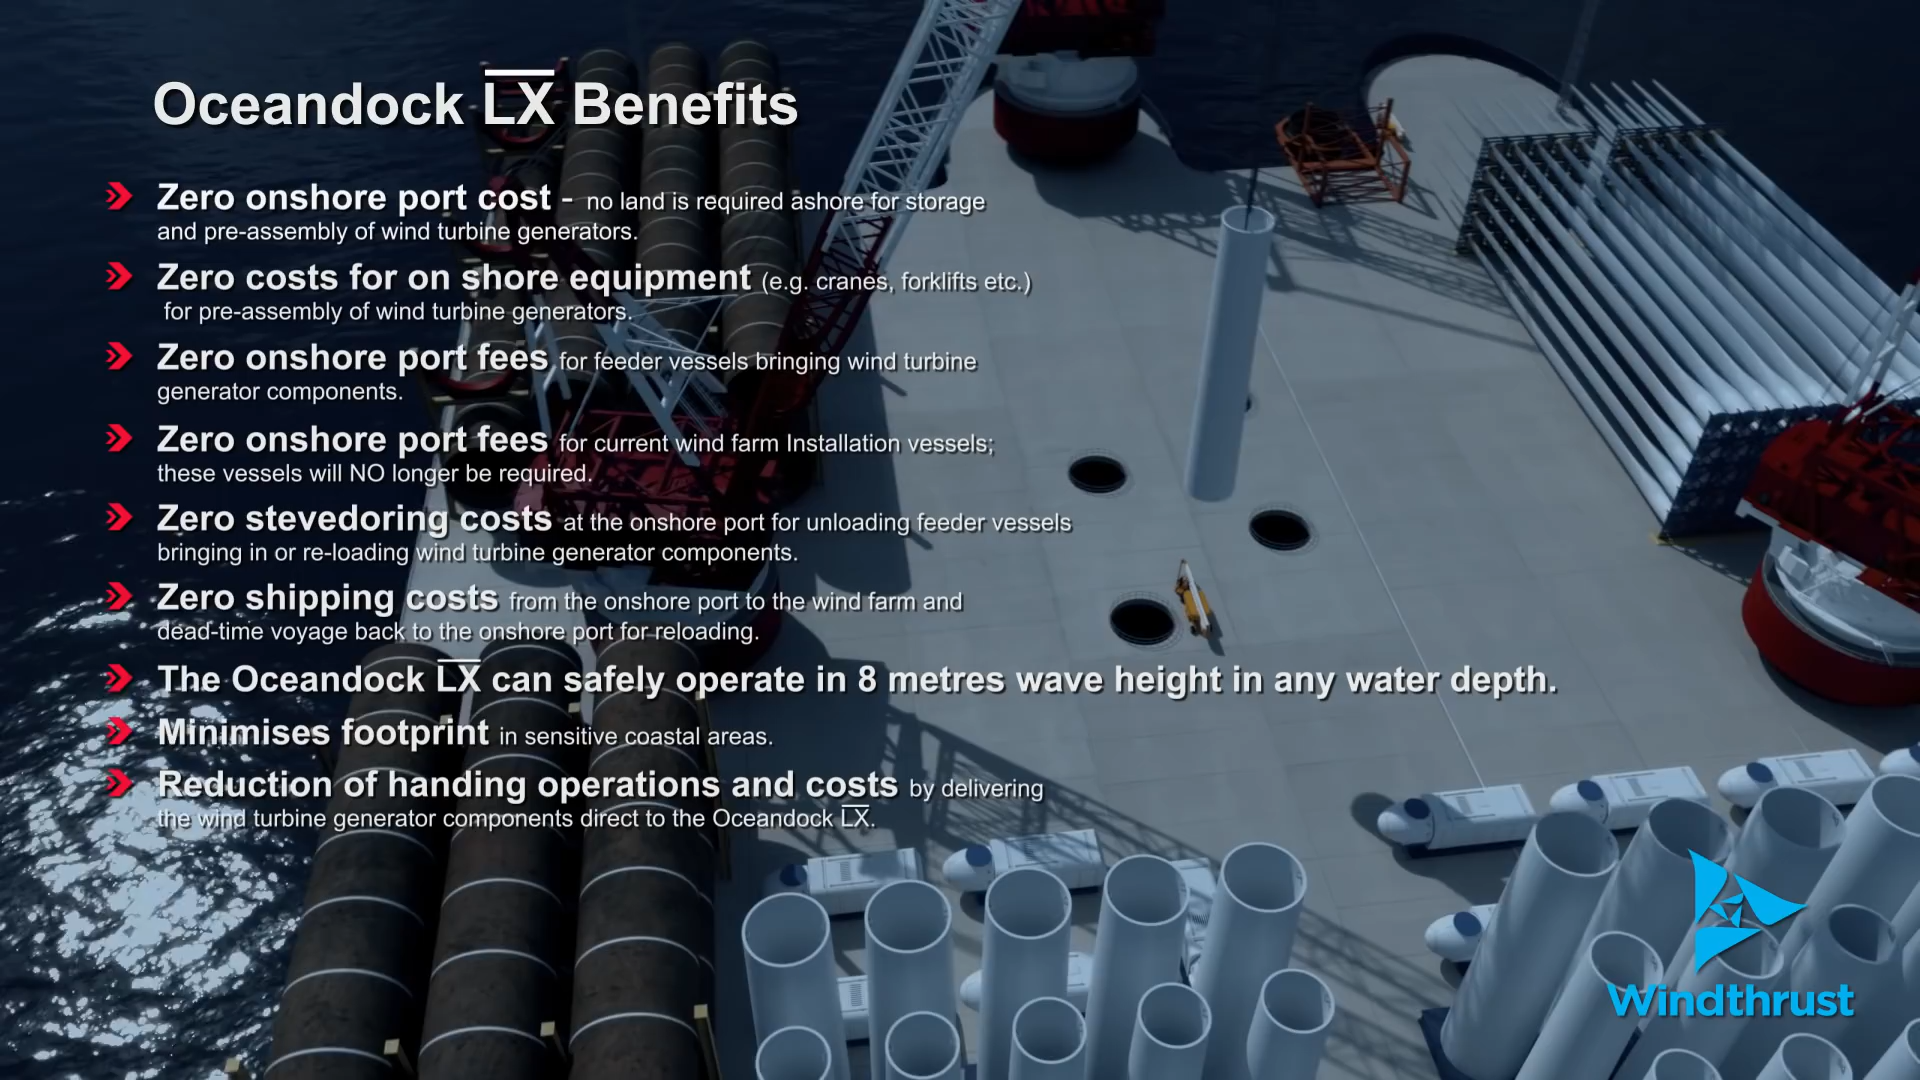 Oceandock L̅X̅ Benefits
Zero onshore port cost - no land is required ashore for storage
and pre-assembly of wind turbine generators.
Zero costs for on shore equipment (e.g. cranes, forklifts etc.)
for pre-assembly of wind turbine generators.
Zero onshore port fees for feeder vessels bringing wind turbine
generator components.
Zero onshore port fees for current wind farm Installation vessels;
these vessels will NO longer be required.
Zero stevedoring costs at the onshore port for unloading feeder vessels
bringing in or re-loading wind turbine generator components.
Zero shipping costs from the onshore port to the wind farm and
dead-time voyage back to the onshore port for reloading.
The Oceandock L̅X̅ can safely operate in 8 metres wave height in any water depth.
Minimises footprint in sensitive coastal areas.
Reduction of handing operations and costs by delivering
the wind turbine generator components direct to the Oceandock L̅X̅.
Windthrust